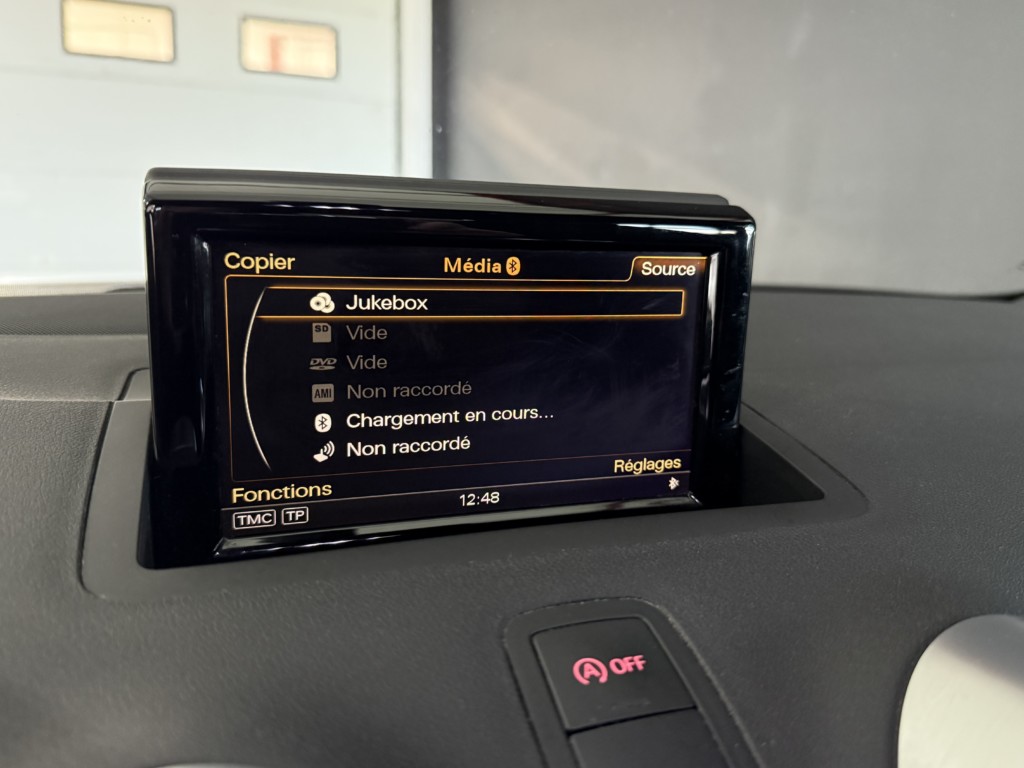 Copier
Média
Source
Jukebox
SD Vide
DVD Vide
AMI Non raccordé
Chargement en cours...
Non raccordé
Réglages
Fonctions
12:48
TMC TP
A OFF